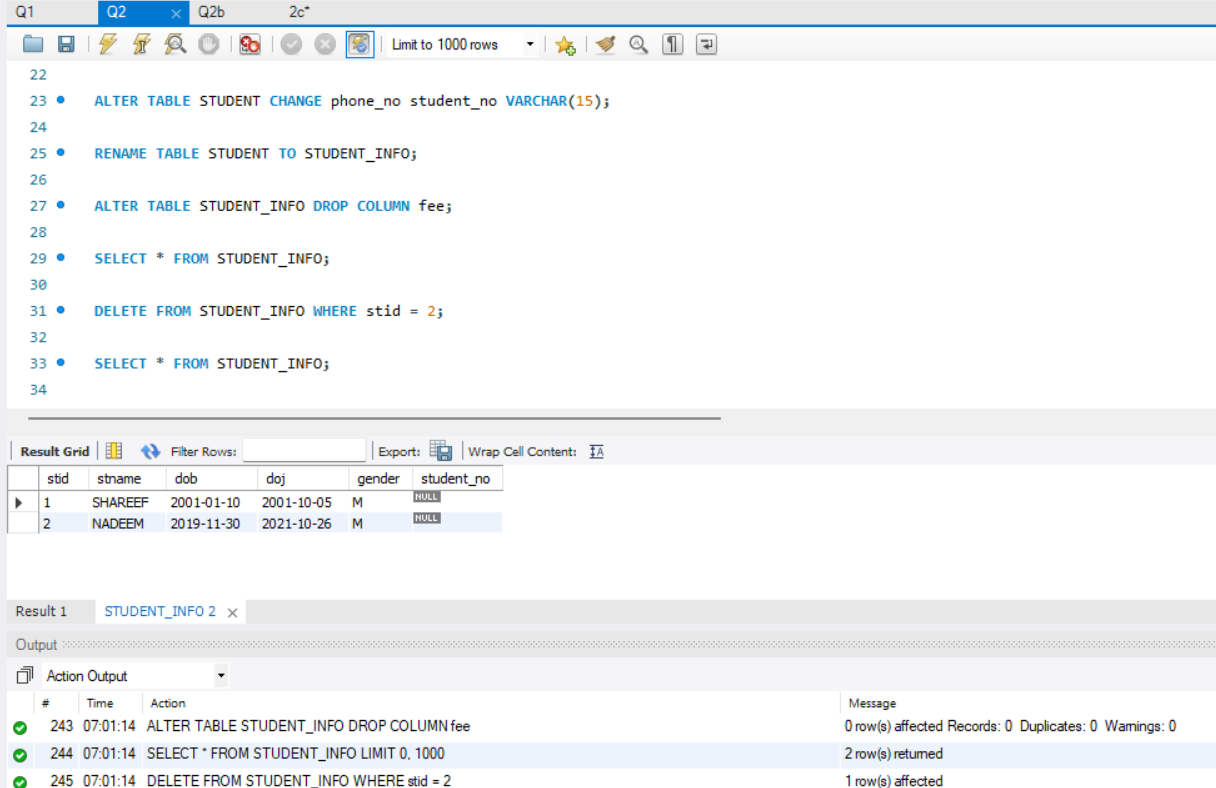 Q1 Q2 × Q2b 2c*
Limit to 1000 rows
22
23 ALTER TABLE STUDENT CHANGE phone_no student_no VARCHAR(15);
24
25 RENAME TABLE STUDENT TO STUDENT_INFO;
26
27 ALTER TABLE STUDENT_INFO DROP COLUMN fee;
28
29 SELECT * FROM STUDENT_INFO;
30
31 DELETE FROM STUDENT_INFO WHERE stid = 2;
32
33 SELECT * FROM STUDENT_INFO;
34
Result Grid Filter Rows: Export: Wrap Cell Content: IA
stid stname dob doj gender student_no
1 SHAREEF 2001-01-10 2001-10-05 M NULL
2 NADEEM 2019-11-30 2021-10-26 M NULL
Result 1 STUDENT_INFO 2 ×
Output
Action Output
# Time Action Message
243 07:01:14 ALTER TABLE STUDENT_INFO DROP COLUMN fee 0 row(s) affected Records: 0 Duplicates: 0 Warnings: 0
244 07:01:14 SELECT * FROM STUDENT_INFO LIMIT 0, 1000 2 row(s) returned
245 07:01:14 DELETE FROM STUDENT_INFO WHERE stid = 2 1 row(s) affected